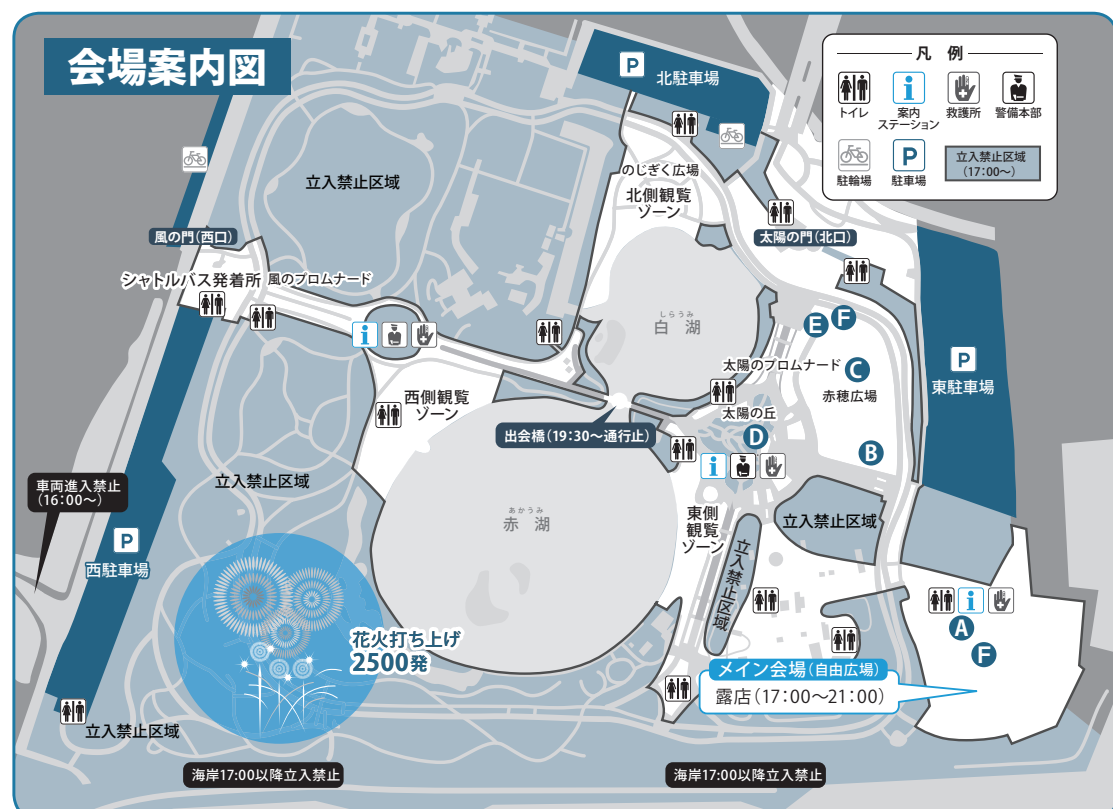 会場案内図
P
北駐車場
凡 例
トイレ
案内
ステーション
救護所
警備本部
駐輪場
P
駐車場
立入禁止区域
(17:00〜)
立入禁止区域
のじぎく広場
北側観覧
ゾーン
風の門(西口)
太陽の門(北口)
シャトルバス発着所
風のプロムナード
しらうみ
白 湖
E
F
P
東駐車場
太陽のプロムナード
C
赤穂広場
西側観覧
ゾーン
太陽の丘
出会橋(19:30〜通行止)
D
B
車両進入禁止
(16:00〜)
立入禁止区域
あかうみ
赤 湖
東側
観覧
ゾーン
立入禁止区域
P
西駐車場
立入禁止区域
A
F
花火打ち上げ
2500発
メイン会場(自由広場)
露店(17:00〜21:00)
立入禁止区域
海岸17:00以降立入禁止
海岸17:00以降立入禁止